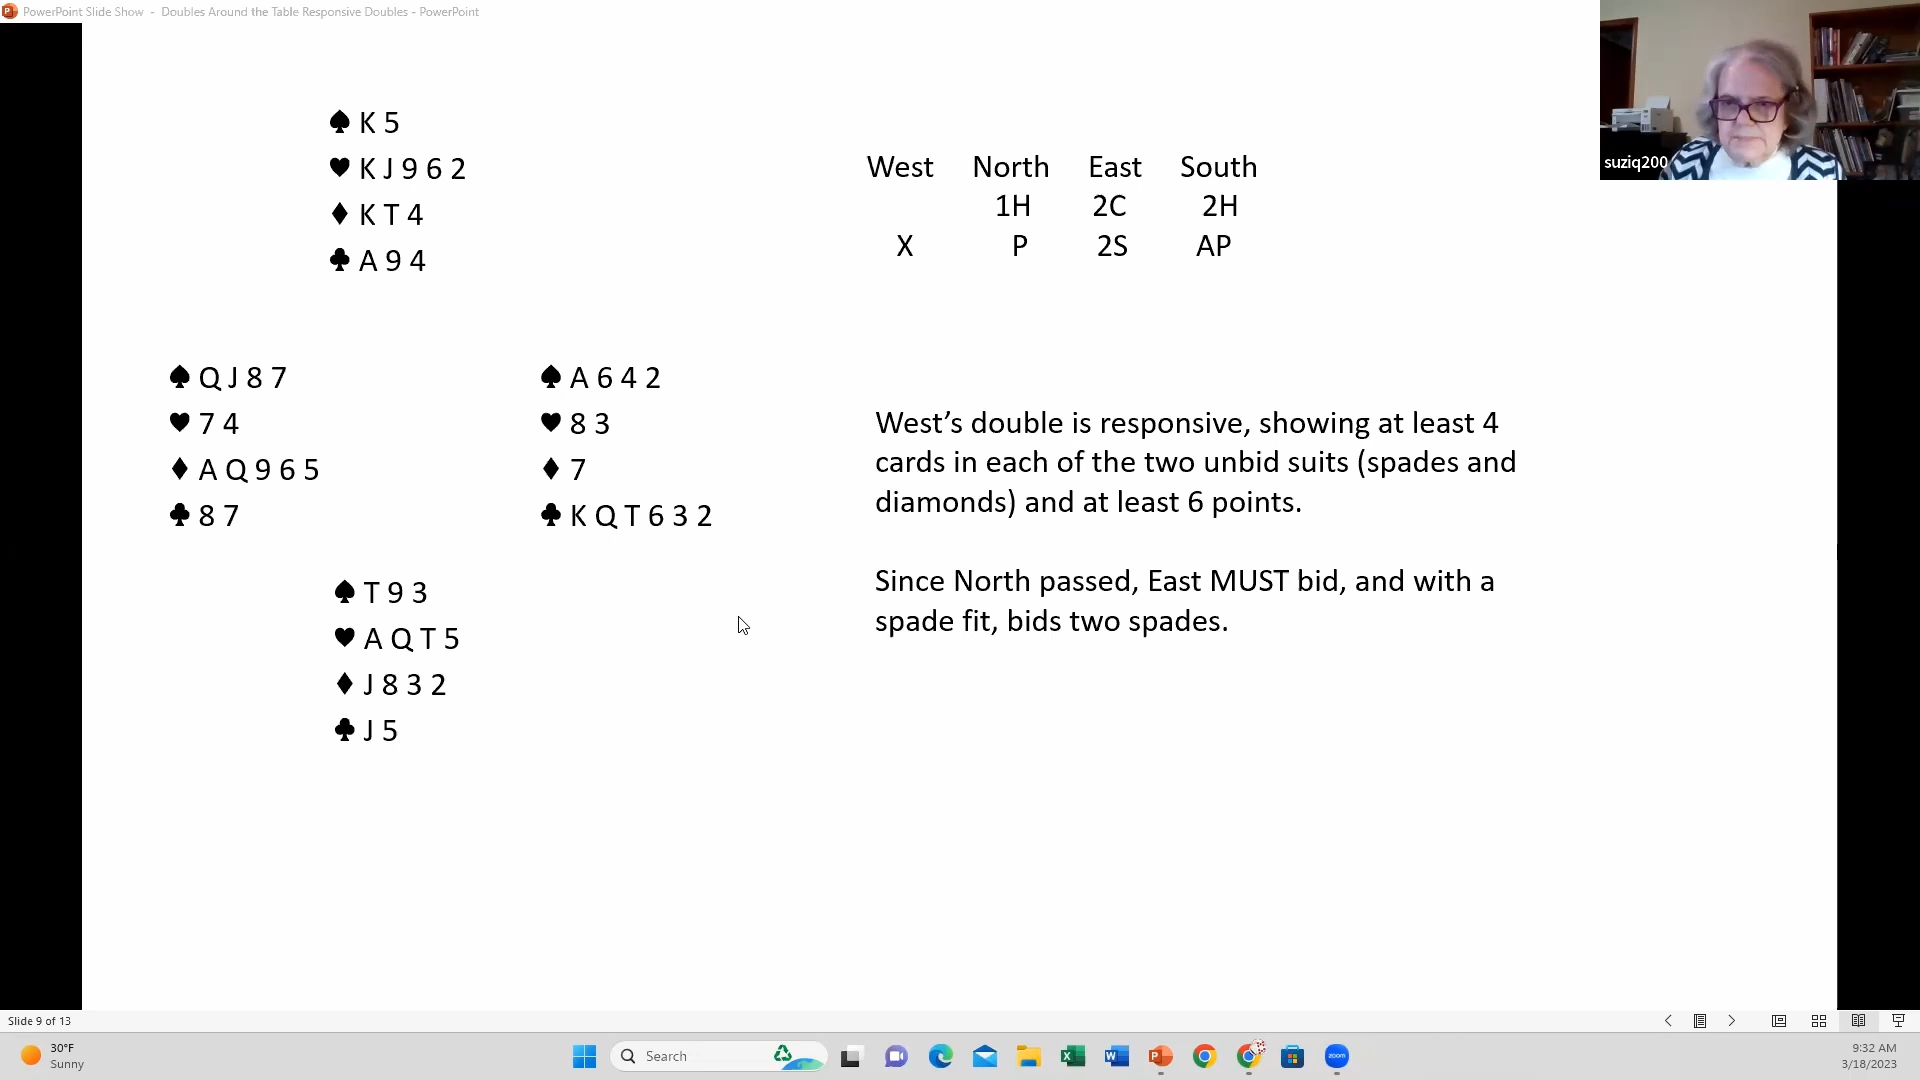 PowerPoint Slide Show - Doubles Around the Table Responsive Doubles - PowerPoint
suziq200
♠ K 5
♥ K J 9 6 2
♦ K T 4
♣ A 9 4
West North East South
1H 2C 2H
X P 2S AP
♠ Q J 8 7
♥ 7 4
♦ A Q 9 6 5
♣ 8 7
♠ A 6 4 2
♥ 8 3
♦ 7
♣ K Q T 6 3 2
♠ T 9 3
♥ A Q T 5
♦ J 8 3 2
♣ J 5
West’s double is responsive, showing at least 4
cards in each of the two unbid suits (spades and
diamonds) and at least 6 points.
Since North passed, East MUST bid, and with a
spade fit, bids two spades.
Slide 9 of 13
30°F
Sunny
Search
zoom
9:32 AM
3/18/2023